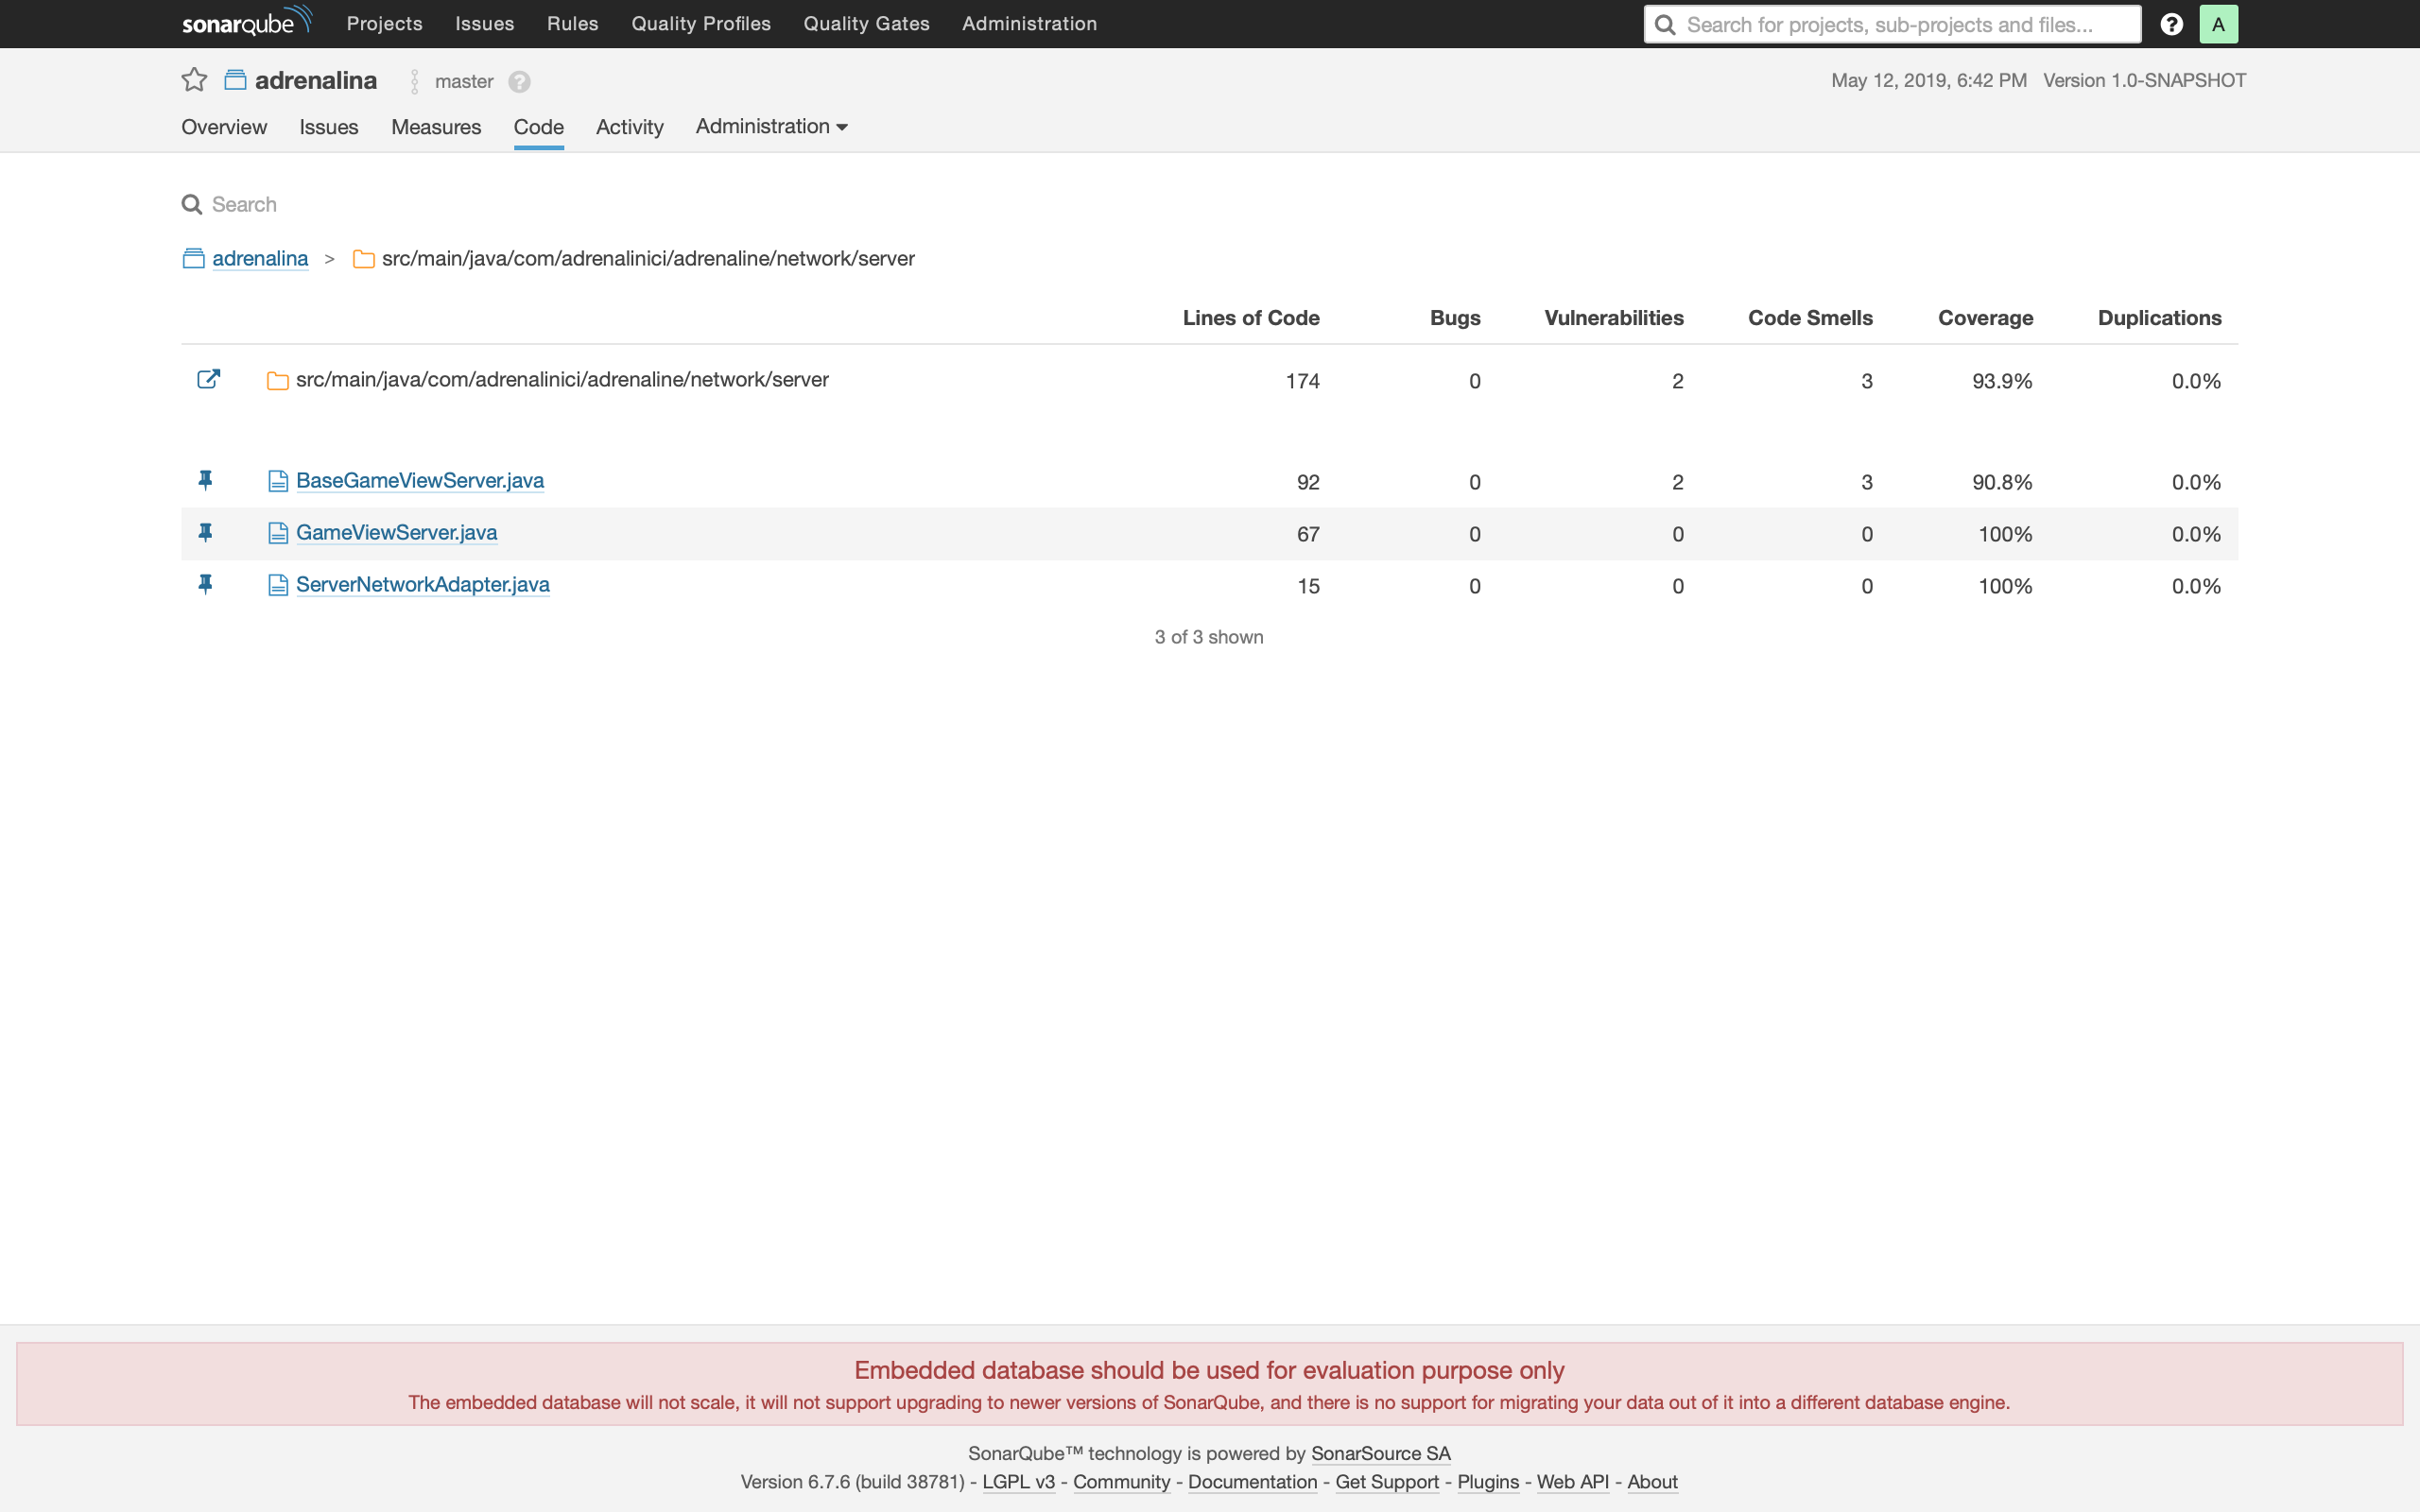 sonarqube Projects Issues Rules Quality Profiles Quality Gates Administration Search for projects, sub-projects and files... ? A
adrenalina master ? May 12, 2019, 6:42 PM Version 1.0-SNAPSHOT
Overview Issues Measures Code Activity Administration
Search
adrenalina > src/main/java/com/adrenalinici/adrenaline/network/server
Lines of Code Bugs Vulnerabilities Code Smells Coverage Duplications
src/main/java/com/adrenalinici/adrenaline/network/server 174 0 2 3 93.9% 0.0%
BaseGameViewServer.java 92 0 2 3 90.8% 0.0%
GameViewServer.java 67 0 0 0 100% 0.0%
ServerNetworkAdapter.java 15 0 0 0 100% 0.0%
3 of 3 shown
Embedded database should be used for evaluation purpose only
The embedded database will not scale, it will not support upgrading to newer versions of SonarQube, and there is no support for migrating your data out of it into a different database engine.
SonarQube™ technology is powered by SonarSource SA
Version 6.7.6 (build 38781) - LGPL v3 - Community - Documentation - Get Support - Plugins - Web API - About